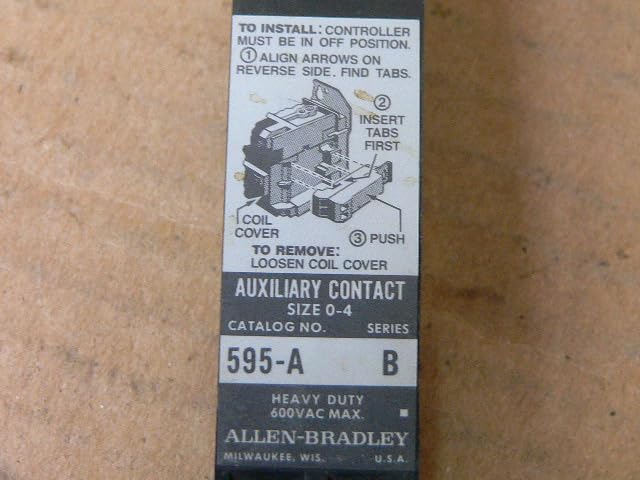 TO INSTALL: CONTROLLER
MUST BE IN OFF POSITION.
① ALIGN ARROWS ON
REVERSE SIDE. FIND TABS.
②
INSERT
TABS
FIRST
COIL
COVER
③ PUSH
TO REMOVE:
LOOSEN COIL COVER
AUXILIARY CONTACT
SIZE 0-4
CATALOG NO. SERIES
595-A B
HEAVY DUTY
600VAC MAX.
ALLEN-BRADLEY
MILWAUKEE, WIS. U.S.A.